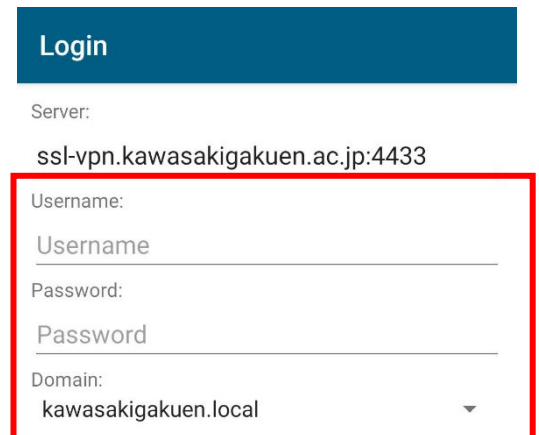 Login
Server:
ssl-vpn.kawasakigakuen.ac.jp:4433
Username:
Username
Password:
Password
Domain:
kawasakigakuen.local